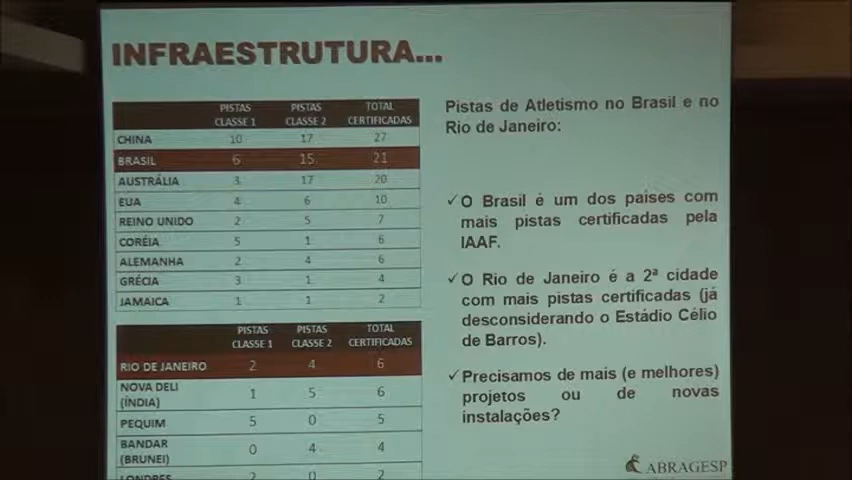 INFRAESTRUTURA...
PISTAS CLASSE 1 PISTAS CLASSE 2 TOTAL CERTIFICADAS
CHINA 10 17 27
BRASIL 6 15 21
AUSTRÁLIA 3 17 20
EUA 4 6 10
REINO UNIDO 2 5 7
CORÉIA 5 1 6
ALEMANHA 2 4 6
GRÉCIA 3 1 4
JAMAICA 1 1 2
PISTAS CLASSE 1 PISTAS CLASSE 2 TOTAL CERTIFICADAS
RIO DE JANEIRO 2 4 6
NOVA DELI (ÍNDIA) 1 5 6
PEQUIM 5 0 5
BANDAR (BRUNEI) 0 4 4
LONDRES 2 0 2
Pistas de Atletismo no Brasil e no
Rio de Janeiro:
✓O Brasil é um dos países com
mais pistas certificadas pela
IAAF.
✓O Rio de Janeiro é a 2ª cidade
com mais pistas certificadas (já
desconsiderando o Estádio Célio
de Barros).
✓Precisamos de mais (e melhores)
projetos ou de novas
instalações?
ABRAGESP